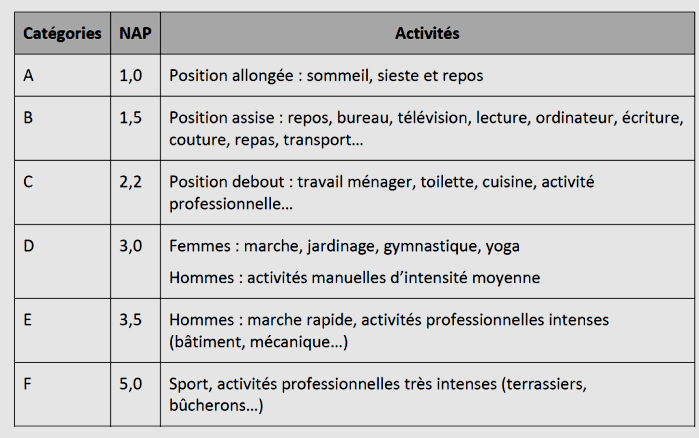 Catégories NAP Activités
A 1,0 Position allongée : sommeil, sieste et repos
B 1,5 Position assise : repos, bureau, télévision, lecture, ordinateur, écriture,
couture, repas, transport…
C 2,2 Position debout : travail ménager, toilette, cuisine, activité
professionnelle…
D 3,0 Femmes : marche, jardinage, gymnastique, yoga
Hommes : activités manuelles d’intensité moyenne
E 3,5 Hommes : marche rapide, activités professionnelles intenses
(bâtiment, mécanique…)
F 5,0 Sport, activités professionnelles très intenses (terrassiers,
bûcherons…)